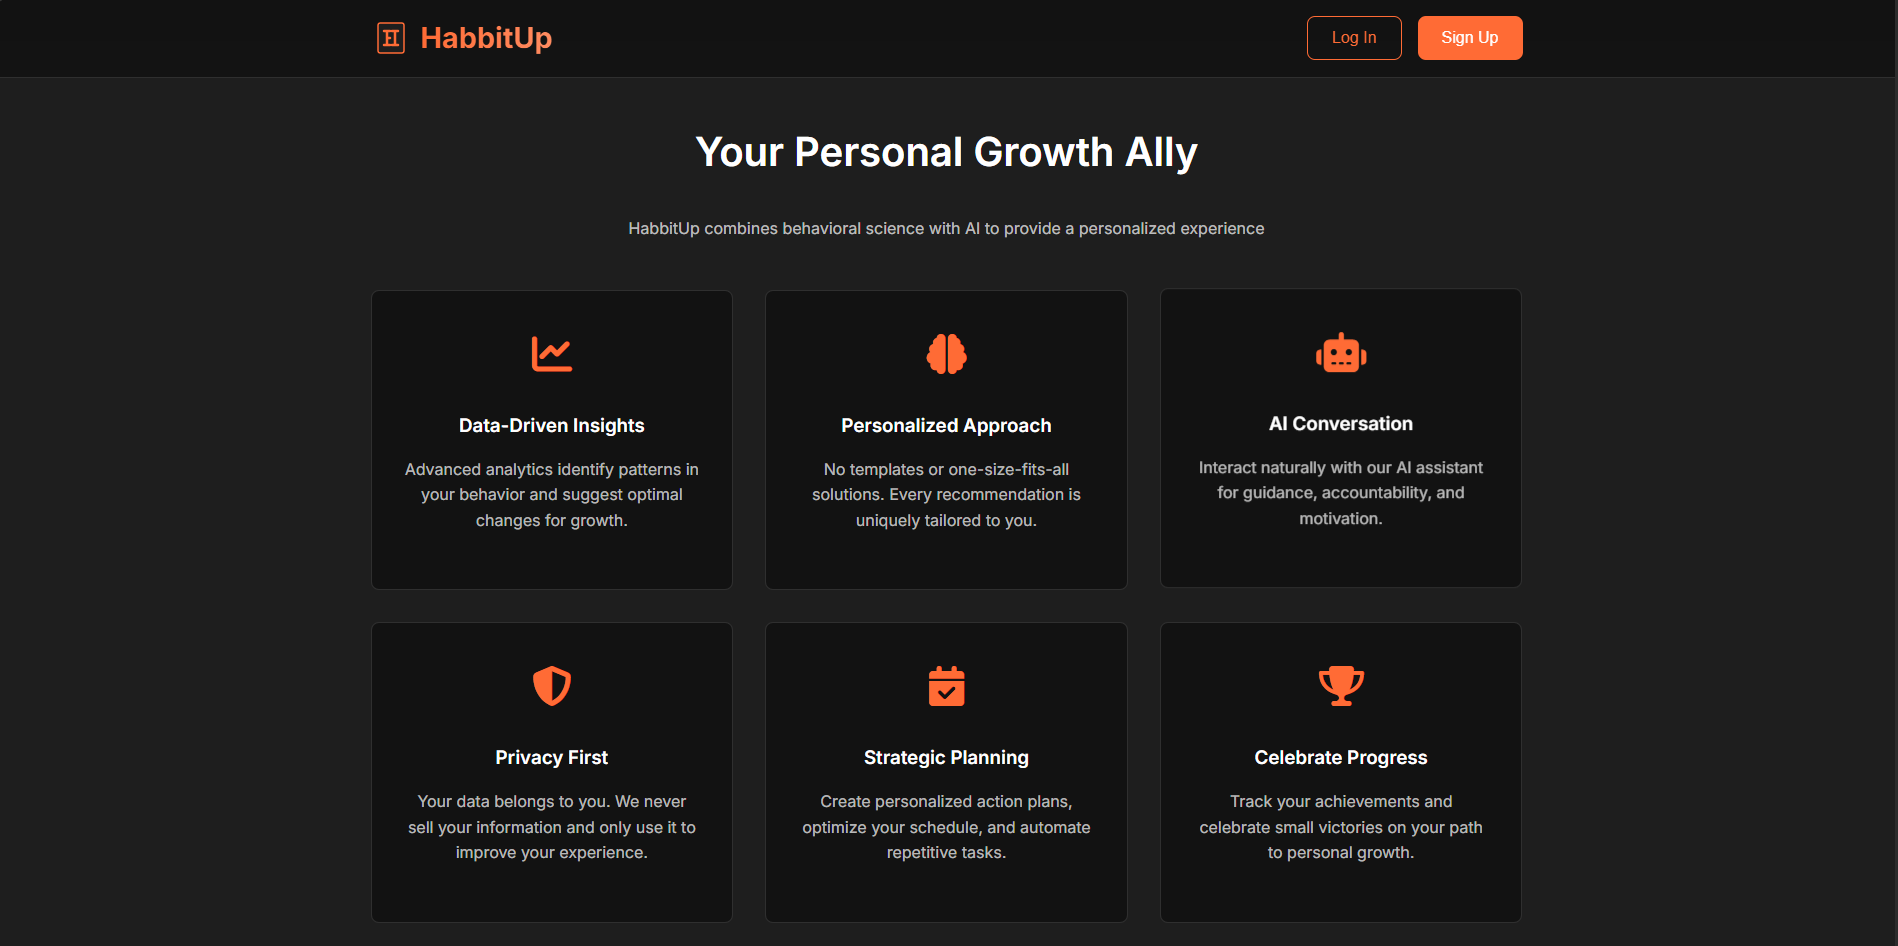 HabbitUp
Log In
Sign Up
Your Personal Growth Ally
HabbitUp combines behavioral science with AI to provide a personalized experience
Data-Driven Insights
Advanced analytics identify patterns in
your behavior and suggest optimal
changes for growth.
Personalized Approach
No templates or one-size-fits-all
solutions. Every recommendation is
uniquely tailored to you.
AI Conversation
Interact naturally with our AI assistant
for guidance, accountability, and
motivation.
Privacy First
Your data belongs to you. We never
sell your information and only use it to
improve your experience.
Strategic Planning
Create personalized action plans,
optimize your schedule, and automate
repetitive tasks.
Celebrate Progress
Track your achievements and
celebrate small victories on your path
to personal growth.